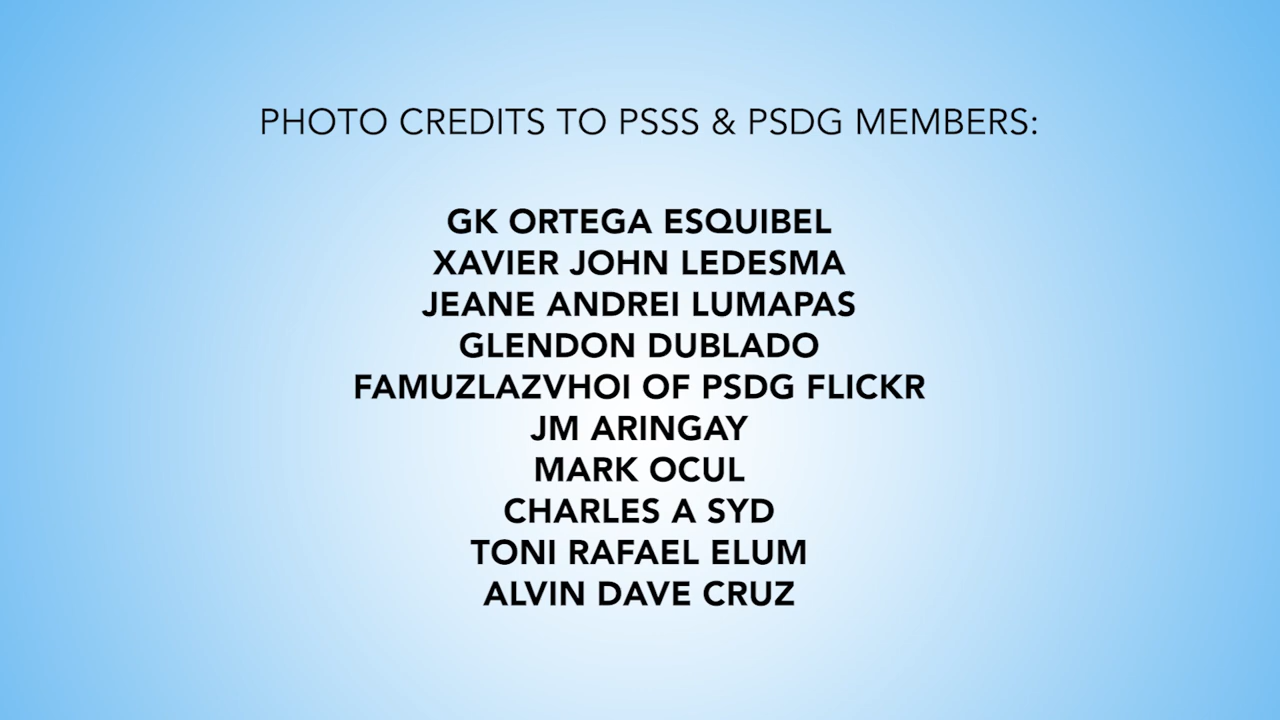 PHOTO CREDITS TO PSSS & PSDG MEMBERS:
GK ORTEGA ESQUIBEL
XAVIER JOHN LEDESMA
JEANE ANDREI LUMAPAS
GLENDON DUBLADO
FAMUZLAZVHOI OF PSDG FLICKR
JM ARINGAY
MARK OCUL
CHARLES A SYD
TONI RAFAEL ELUM
ALVIN DAVE CRUZ